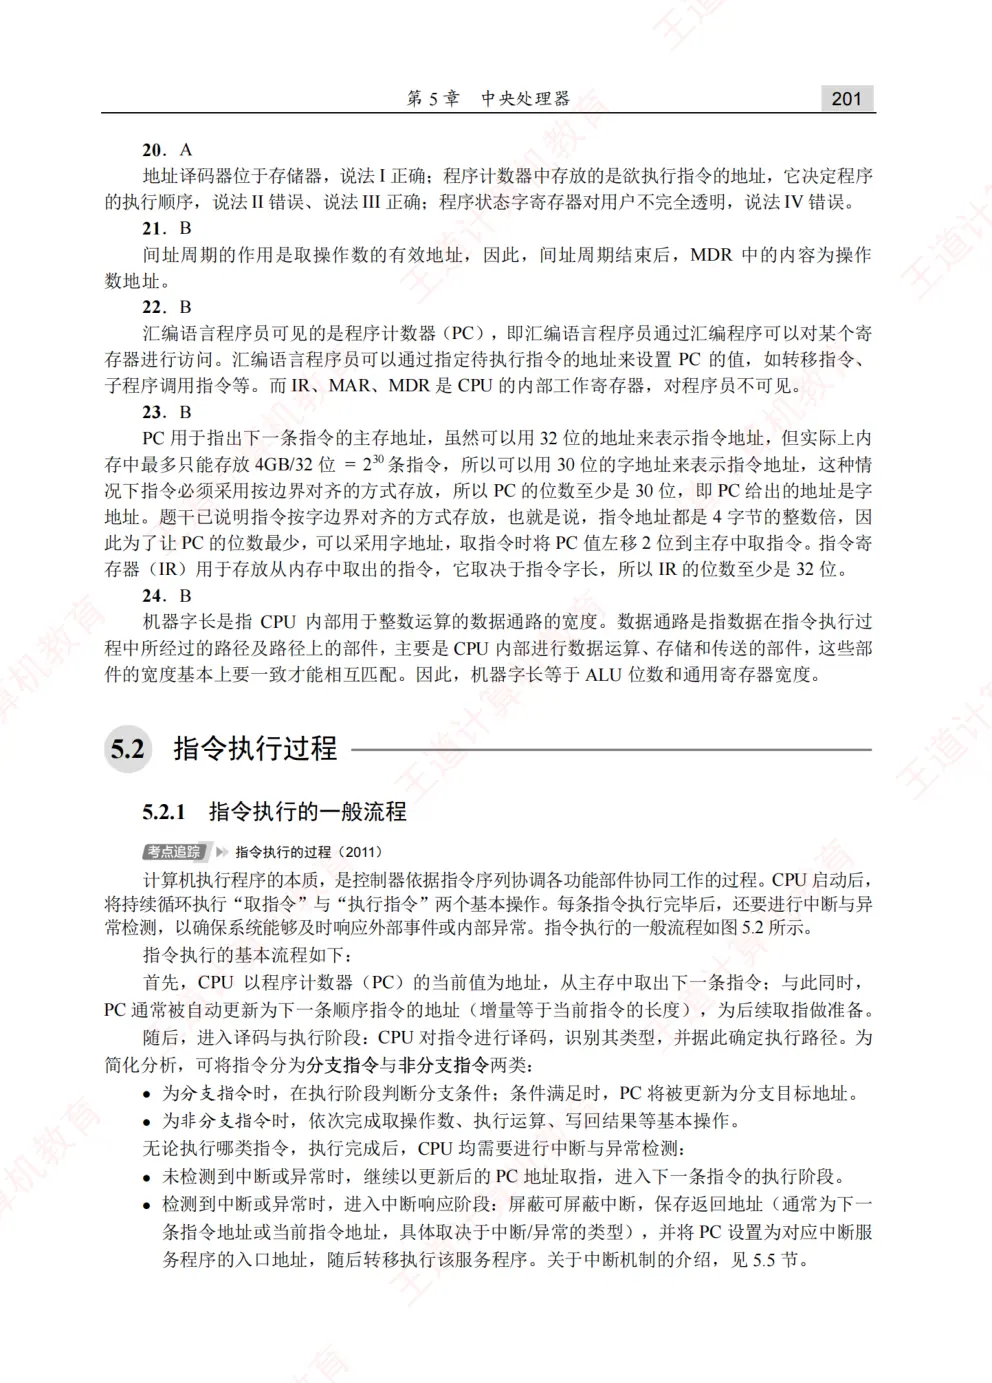 第 5 章 中央处理器 201
20．A
地址译码器位于存储器，说法 I 正确；程序计数器中存放的是欲执行指令的地址，它决定程序
的执行顺序，说法 II 错误、说法 III 正确；程序状态字寄存器对用户不完全透明，说法 IV 错误。
21．B
间址周期的作用是取操作数的有效地址，因此，间址周期结束后，MDR 中的内容为操作
数地址。
22．B
汇编语言程序员可见的是程序计数器（PC），即汇编语言程序员通过汇编程序可以对某个寄
存器进行访问。汇编语言程序员可以通过指定待执行指令的地址来设置 PC 的值，如转移指令、
子程序调用指令等。而 IR、MAR、MDR 是 CPU 的内部工作寄存器，对程序员不可见。
23．B
PC 用于指出下一条指令的主存地址，虽然可以用 32 位的地址来表示指令地址，但实际上内
存中最多只能存放 4GB/32 位 = 2³⁰ 条指令，所以可以用 30 位的字地址来表示指令地址，这种情
况下指令必须采用按边界对齐的方式存放，所以 PC 的位数至少是 30 位，即 PC 给出的地址是字
地址。题干已说明指令按字边界对齐的方式存放，也就是说，指令地址都是 4 字节的整数倍，因
此为了让 PC 的位数最少，可以采用字地址，取指令时将 PC 值左移 2 位到主存中取指令。指令寄
存器（IR）用于存放从内存中取出的指令，它取决于指令字长，所以 IR 的位数至少是 32 位。
24．B
机器字长是指 CPU 内部用于整数运算的数据通路的宽度。数据通路是指数据在指令执行过
程中所经过的路径及路径上的部件，主要是 CPU 内部进行数据运算、存储和传送的部件，这些部
件的宽度基本上要一致才能相互匹配。因此，机器字长等于 ALU 位数和通用寄存器宽度。
5.2 指令执行过程
5.2.1 指令执行的一般流程
考点追踪 指令执行的过程（2011）
计算机执行程序的本质，是控制器依据指令序列协调各功能部件协同工作的过程。CPU 启动后，
将持续循环执行“取指令”与“执行指令”两个基本操作。每条指令执行完毕后，还要进行中断与异
常检测，以确保系统能够及时响应外部事件或内部异常。指令执行的一般流程如图 5.2 所示。
指令执行的基本流程如下：
首先，CPU 以程序计数器（PC）的当前值为地址，从主存中取出下一条指令；与此同时，
PC 通常被自动更新为下一条顺序指令的地址（增量等于当前指令的长度），为后续取指做准备。
随后，进入译码与执行阶段：CPU 对指令进行译码，识别其类型，并据此确定执行路径。为
简化分析，可将指令分为分支指令与非分支指令两类：
● 为分支指令时，在执行阶段判断分支条件；条件满足时，PC 将被更新为分支目标地址。
● 为非分支指令时，依次完成取操作数、执行运算、写回结果等基本操作。
无论执行哪类指令，执行完成后，CPU 均需要进行中断与异常检测：
● 未检测到中断或异常时，继续以更新后的 PC 地址取指，进入下一条指令的执行阶段。
● 检测到中断或异常时，进入中断响应阶段：屏蔽可屏蔽中断，保存返回地址（通常为下一
条指令地址或当前指令地址，具体取决于中断/异常的类型），并将 PC 设置为对应中断服
务程序的入口地址，随后转移执行该服务程序。关于中断机制的介绍，见 5.5 节。
王道计算机教育